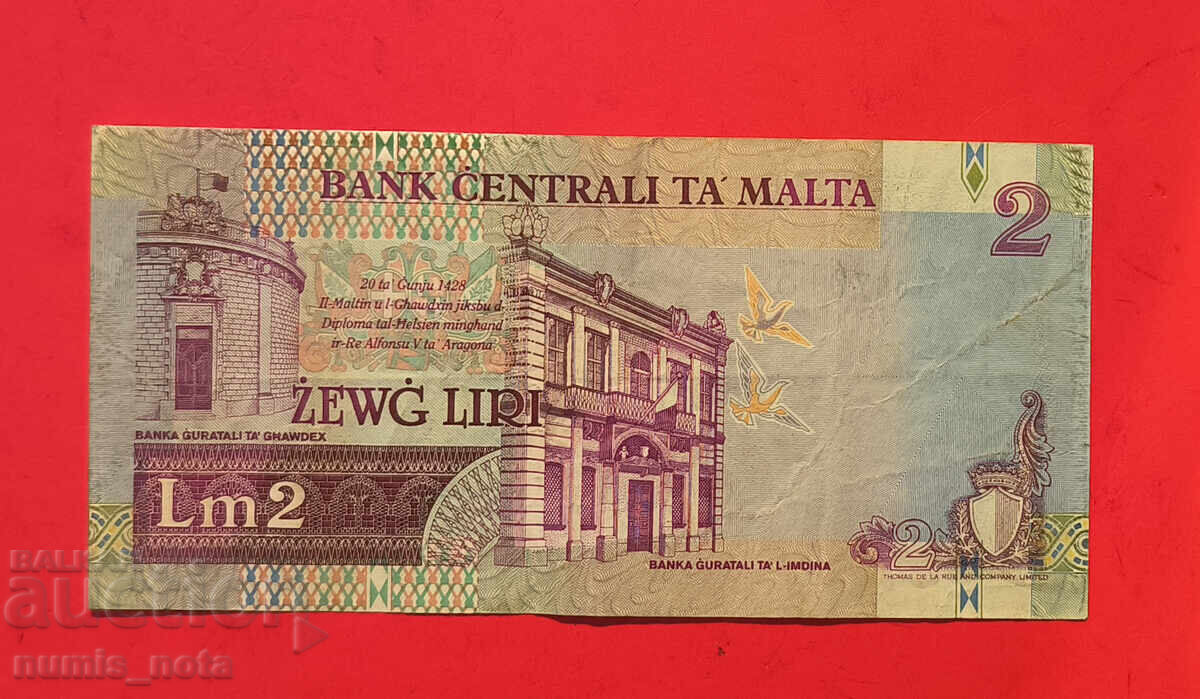 BANK ĊENTRALI TA' MALTA
2
20 ta' Ġunju 1428
Il-Maltin u l-Għawdxin jiksbu d-
Diploma tal-Ħelsien mingħand
ir-Re Alfonsu V ta' Aragona
ŻEWĠ LIRI
BANKA ĠURATALI TA' GĦAWDEX
Lm2
BANKA ĠURATALI TA' L-IMDINA
2
THOMAS DE LA RUE AND COMPANY LIMITED
BALKAN
auction
numis_nota